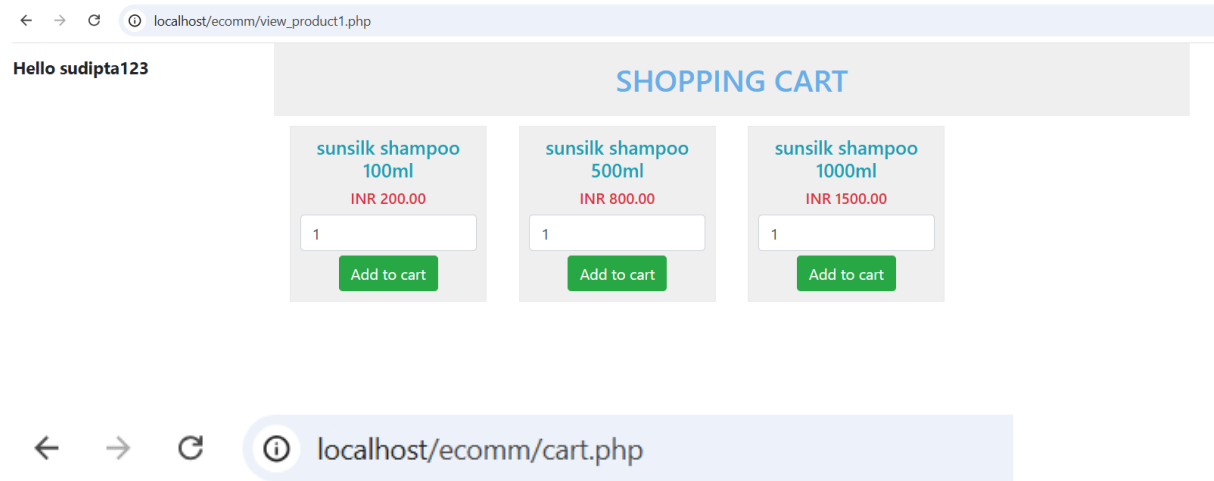 localhost/ecomm/view_product1.php
Hello sudipta123
SHOPPING CART
sunsilk shampoo
100ml
INR 200.00
1
Add to cart
sunsilk shampoo
500ml
INR 800.00
1
Add to cart
sunsilk shampoo
1000ml
INR 1500.00
1
Add to cart
localhost/ecomm/cart.php